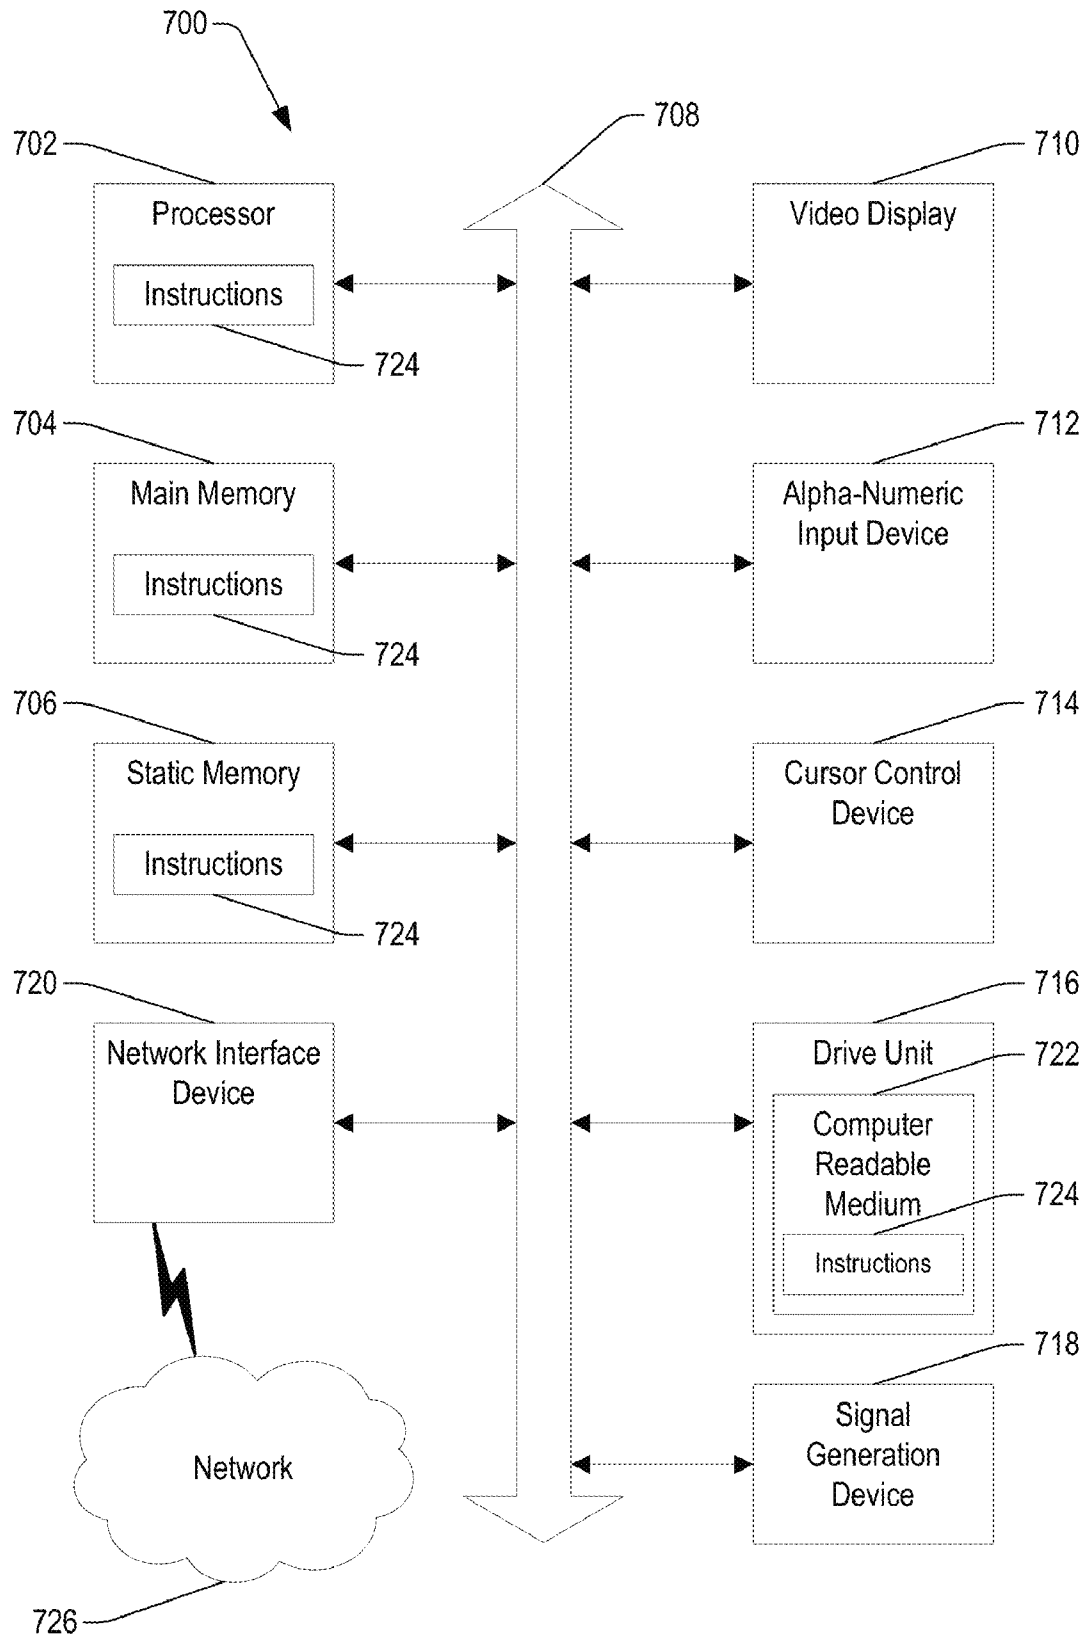 700
708
702
Processor
Instructions
724
710
Video Display
704
Main Memory
Instructions
724
712
Alpha-Numeric
Input Device
706
Static Memory
Instructions
724
714
Cursor Control
Device
720
Network Interface
Device
716
Drive Unit
722
Computer
Readable
Medium
724
Instructions
718
Signal
Generation
Device
Network
726